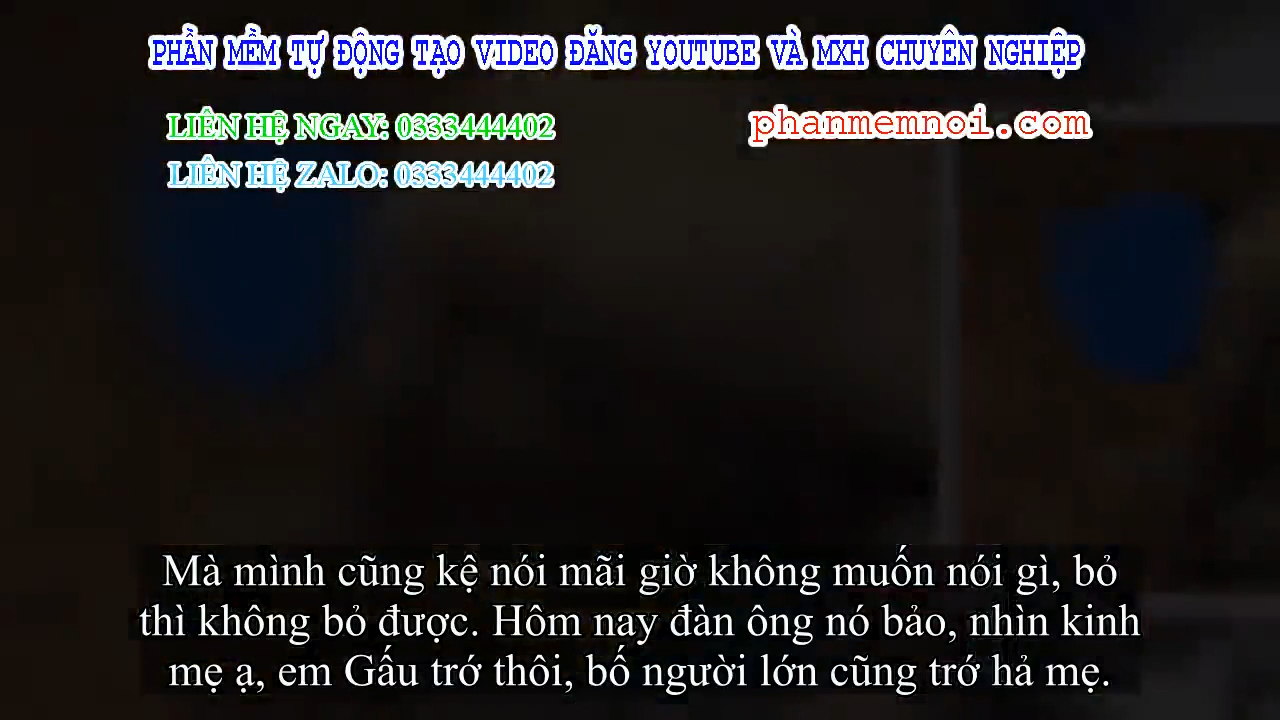 PHẦN MỀM TỰ ĐỘNG TẠO VIDEO ĐĂNG YOUTUBE VÀ MXH CHUYÊN NGHIỆP
LIÊN HỆ NGAY: 0333444402
phanmemnoi.com
LIÊN HỆ ZALO: 0333444402
Mà mình cũng kệ nói mãi giờ không muốn nói gì, bỏ
thì không bỏ được. Hôm nay đàn ông nó bảo, nhìn kinh
mẹ ạ, em Gấu trớ thôi, bố người lớn cũng trớ hả mẹ.